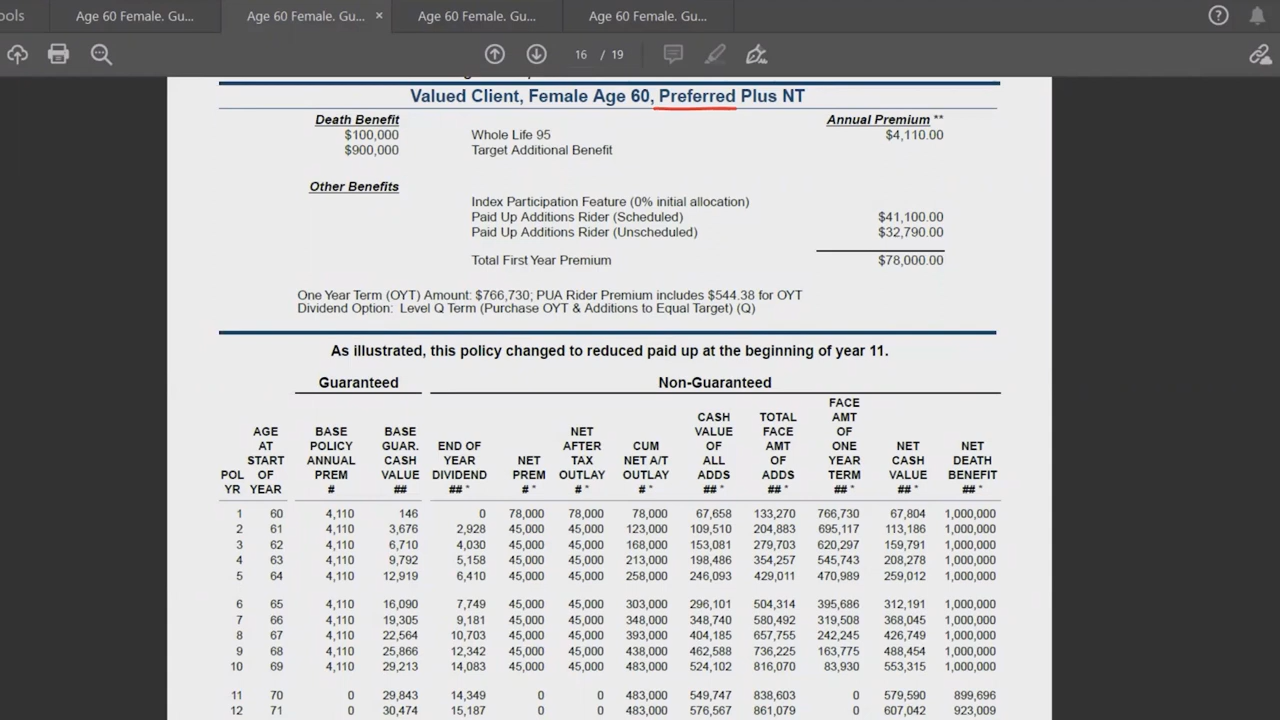 ools
Age 60 Female. Gu...
Age 60 Female. Gu...
×
Age 60 Female. Gu...
Age 60 Female. Gu...
16 / 19
Valued Client, Female Age 60, Preferred Plus NT
Death Benefit Annual Premium **
$100,000 Whole Life 95 $4,110.00
$900,000 Target Additional Benefit
Other Benefits
Index Participation Feature (0% initial allocation)
Paid Up Additions Rider (Scheduled) $41,100.00
Paid Up Additions Rider (Unscheduled) $32,790.00
Total First Year Premium $78,000.00
One Year Term (OYT) Amount: $766,730; PUA Rider Premium includes $544.38 for OYT
Dividend Option: Level Q Term (Purchase OYT & Additions to Equal Target) (Q)
As illustrated, this policy changed to reduced paid up at the beginning of year 11.
Guaranteed Non-Guaranteed
FACE
CASH TOTAL AMT
AGE BASE BASE NET VALUE FACE OF
AT POLICY GUAR. END OF AFTER CUM OF AMT ONE NET NET
START ANNUAL CASH YEAR NET TAX NET A/T ALL OF YEAR CASH DEATH
POL OF PREM VALUE DIVIDEND PREM OUTLAY OUTLAY ADDS ADDS TERM VALUE BENEFIT
YR YEAR # ## ## * # * # * # * ## * ## * ## * ## * ## *
1 60 4,110 146 0 78,000 78,000 78,000 67,658 133,270 766,730 67,804 1,000,000
2 61 4,110 3,676 2,928 45,000 45,000 123,000 109,510 204,883 695,117 113,186 1,000,000
3 62 4,110 6,710 4,030 45,000 45,000 168,000 153,081 279,703 620,297 159,791 1,000,000
4 63 4,110 9,792 5,158 45,000 45,000 213,000 198,486 354,257 545,743 208,278 1,000,000
5 64 4,110 12,919 6,410 45,000 45,000 258,000 246,093 429,011 470,989 259,012 1,000,000
6 65 4,110 16,090 7,749 45,000 45,000 303,000 296,101 504,314 395,686 312,191 1,000,000
7 66 4,110 19,305 9,181 45,000 45,000 348,000 348,740 580,492 319,508 368,045 1,000,000
8 67 4,110 22,564 10,703 45,000 45,000 393,000 404,185 657,755 242,245 426,749 1,000,000
9 68 4,110 25,866 12,342 45,000 45,000 438,000 462,588 736,225 163,775 488,454 1,000,000
10 69 4,110 29,213 14,083 45,000 45,000 483,000 524,102 816,070 83,930 553,315 1,000,000
11 70 0 29,843 14,349 0 0 483,000 549,747 838,603 0 579,590 899,696
12 71 0 30,474 15,187 0 0 483,000 576,567 861,079 0 607,042 923,009